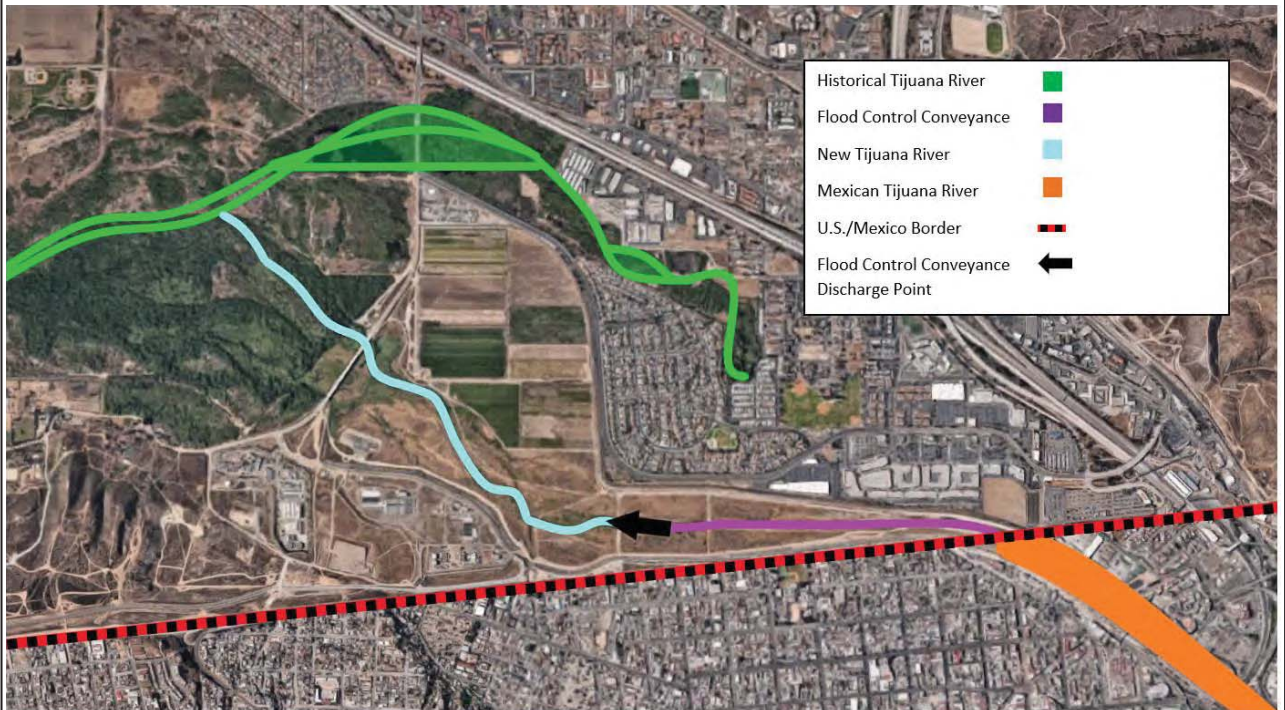 Historical Tijuana River
Flood Control Conveyance
New Tijuana River
Mexican Tijuana River
U.S./Mexico Border
Flood Control Conveyance
Discharge Point